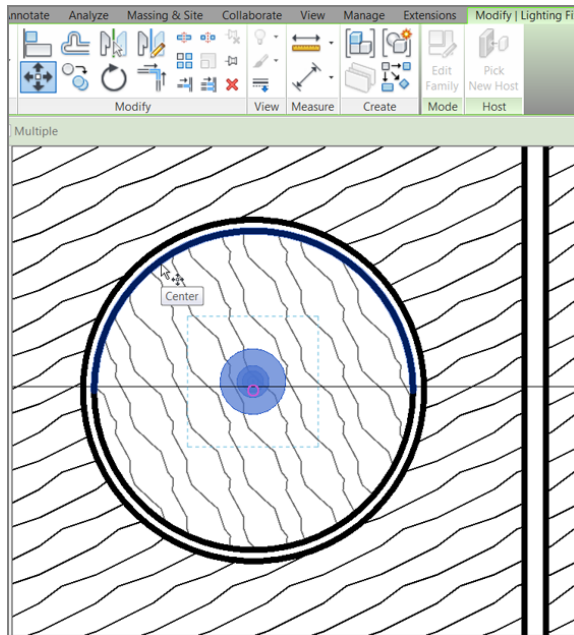 Annotate Analyze Massing & Site Collaborate View Manage Extensions Modify | Lighting Fi
Edit Family
Pick New Host
Modify View Measure Create Mode Host
Multiple
Center